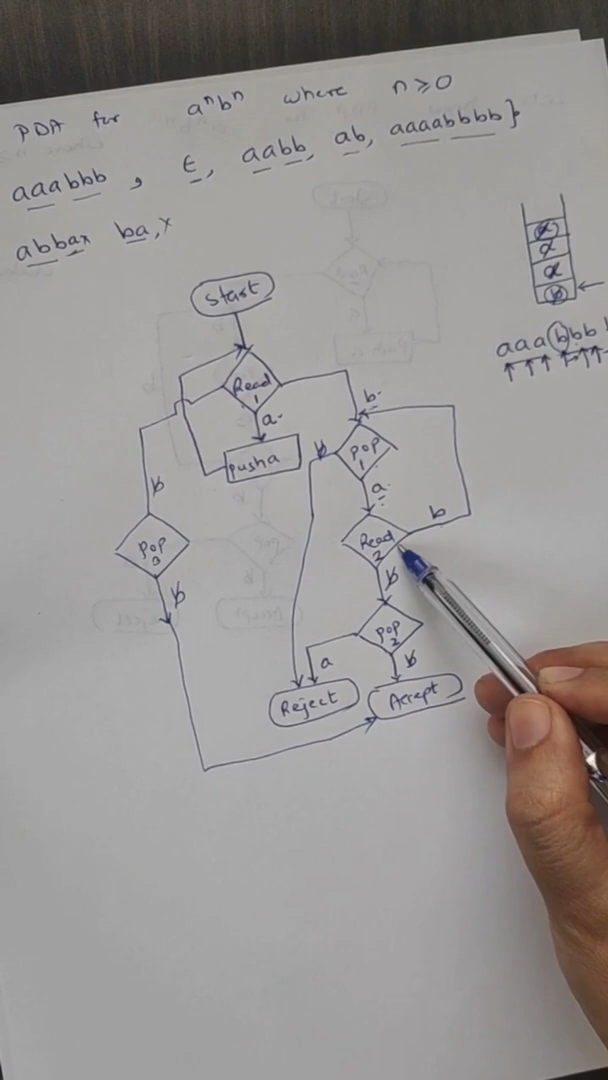 PDA for aⁿbⁿ where n ≥ 0
aaabbb , ε, aabb, ab, aaaabbbb}
abbax ba,x
a
a
a
b̸
aaabbb
Start
Read 1
b
a
push a
b̸
pop 1
b̸
a
b
pop 3
Read 2
b̸
b̸
pop 2
a
b̸
Reject
Accept